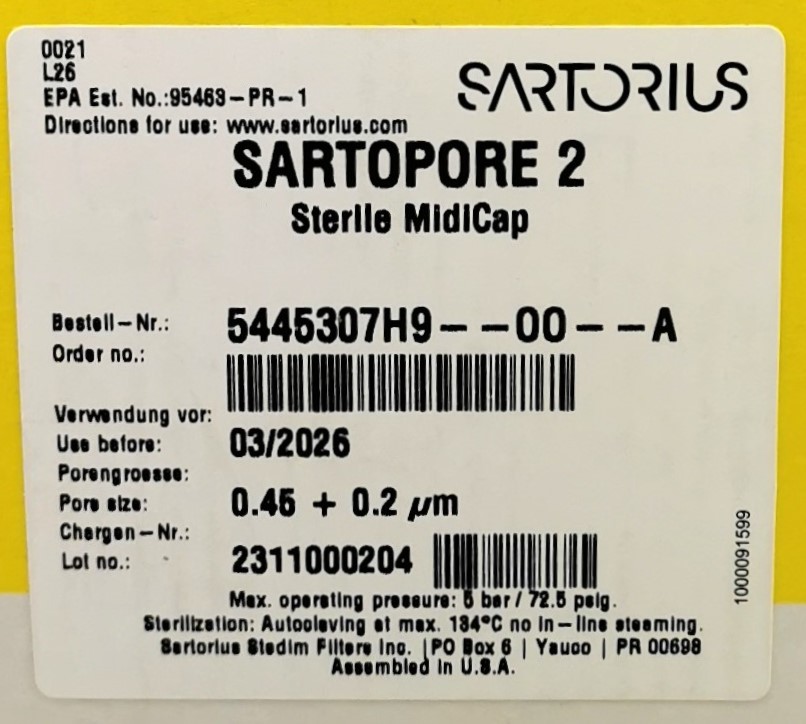 0021
L26
EPA Est. No.:95463-PR-1
Directions for use: www.sartorius.com
SARTORIUS
SARTOPORE 2
Sterile MidiCap
Bestell-Nr.:
Order no.:
5445307H9--00--A
Verwendung vor:
Use before:
03/2026
Porengroesse:
Pore size:
0.45 + 0.2 µm
Chargen-Nr.:
Lot no.:
2311000204
1000091599
Max. operating pressure: 5 bar / 72.5 psig.
Sterilization: Autoclaving at max. 134°C no in-line steaming.
Sartorius Stedim Filters Inc. | PO Box 6 | Yauco | PR 00698
Assembled in U.S.A.